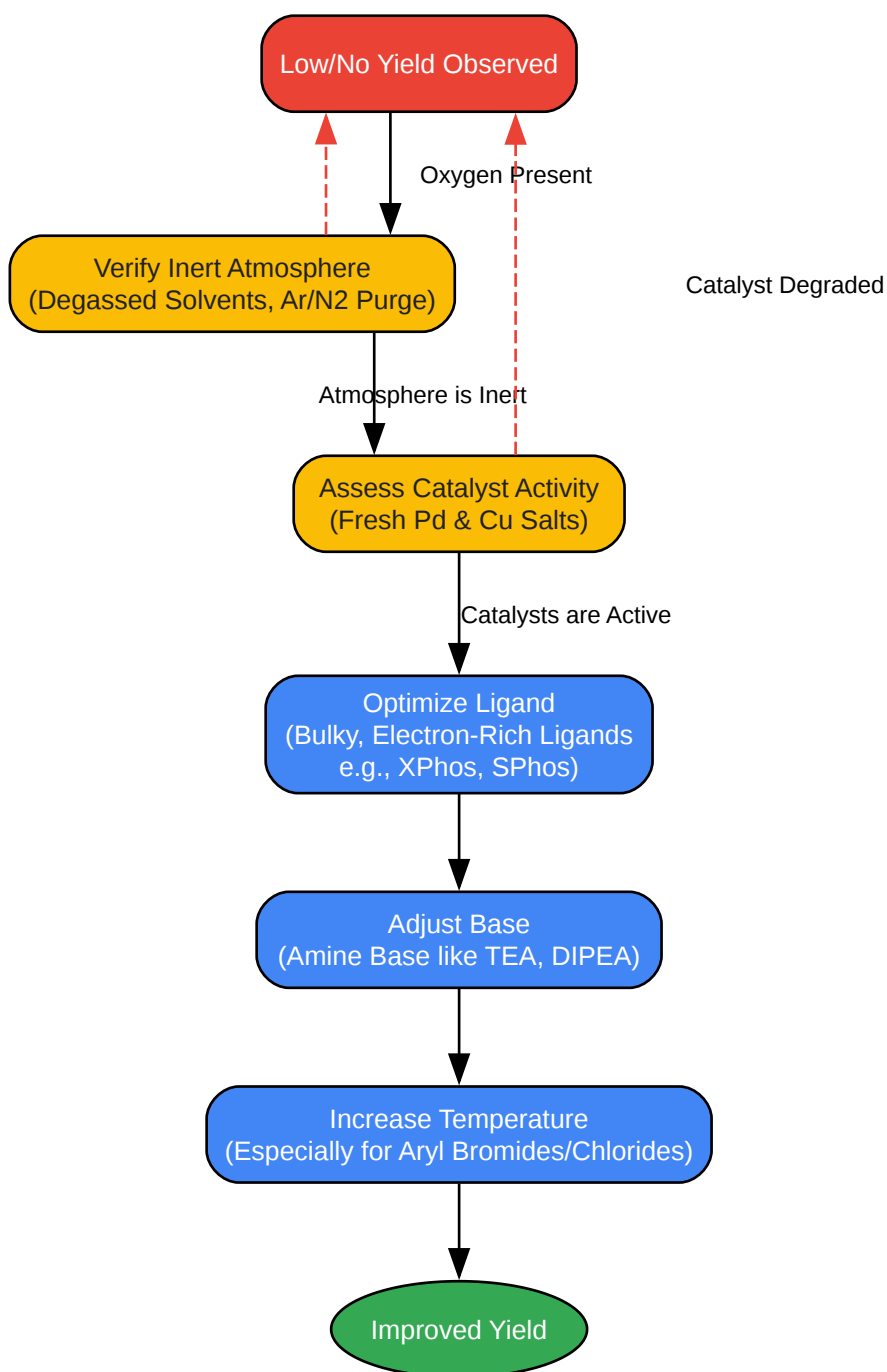 Low/No Yield Observed
Oxygen Present
Verify Inert Atmosphere
(Degassed Solvents, Ar/N2 Purge)
Catalyst Degraded
Atmosphere is Inert
Assess Catalyst Activity
(Fresh Pd & Cu Salts)
Catalysts are Active
Optimize Ligand
(Bulky, Electron-Rich Ligands
e.g., XPhos, SPhos)
Adjust Base
(Amine Base like TEA, DIPEA)
Increase Temperature
(Especially for Aryl Bromides/Chlorides)
Improved Yield